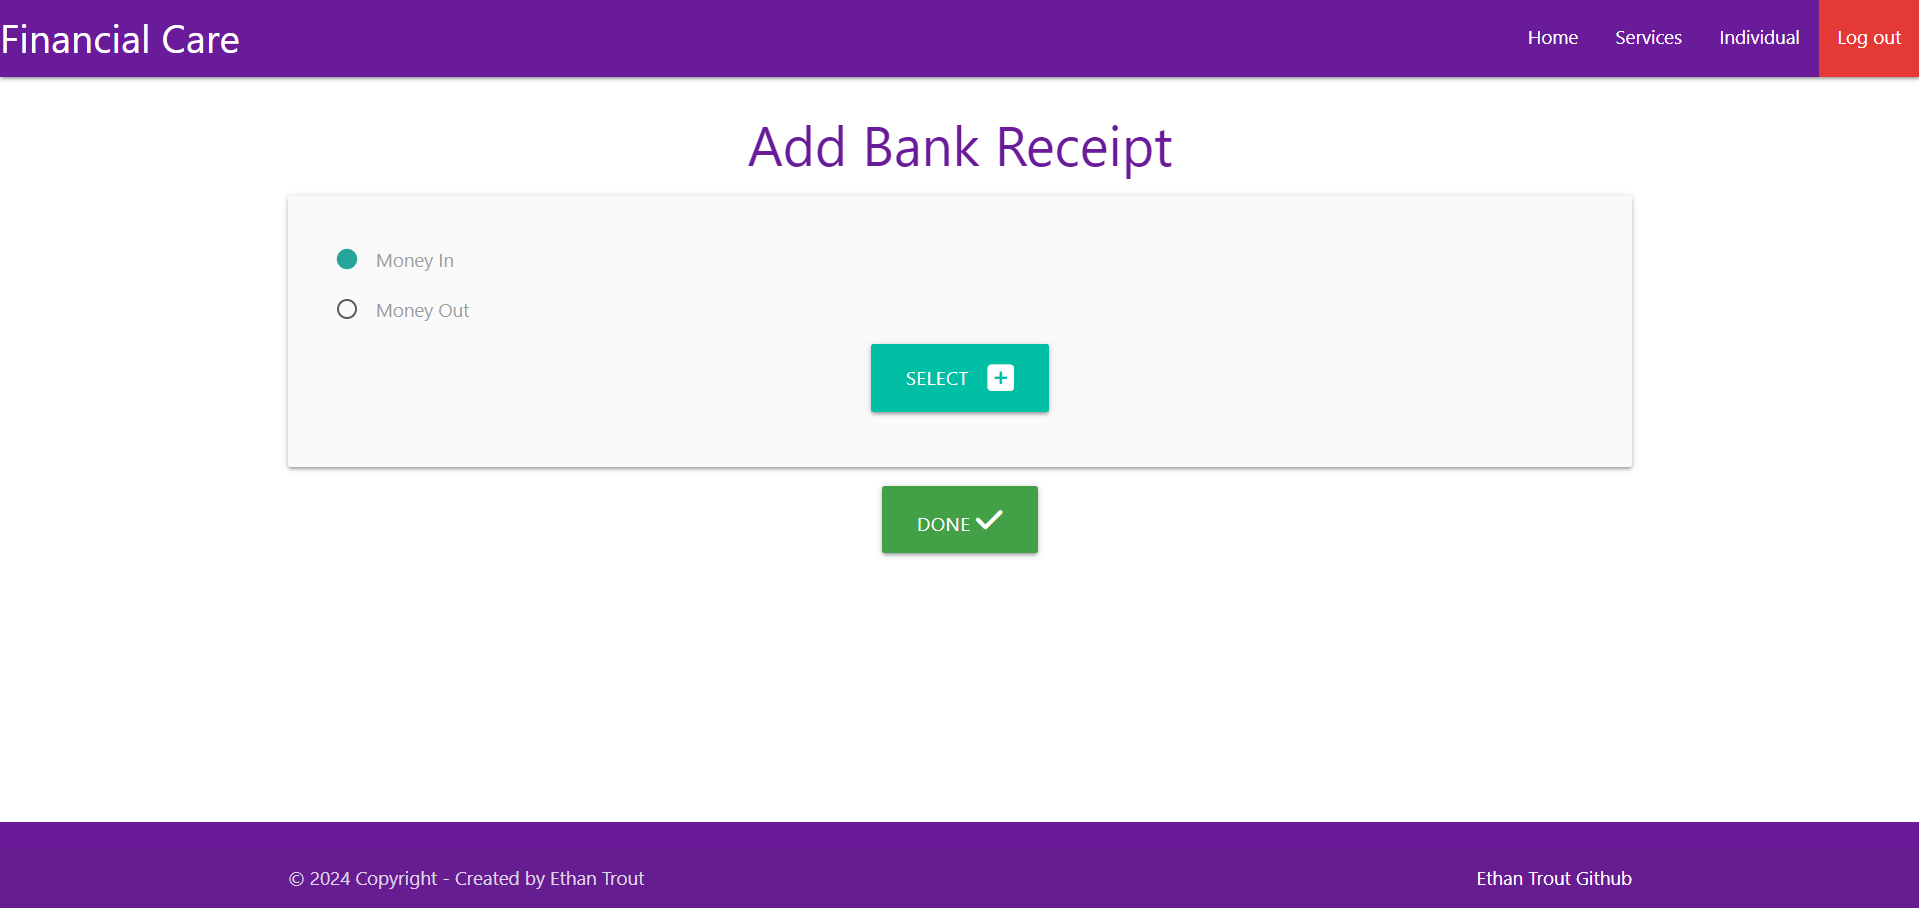 Financial Care
Home Services Individual Log out
Add Bank Receipt
Money In
Money Out
SELECT
DONE
© 2024 Copyright - Created by Ethan Trout
Ethan Trout Github